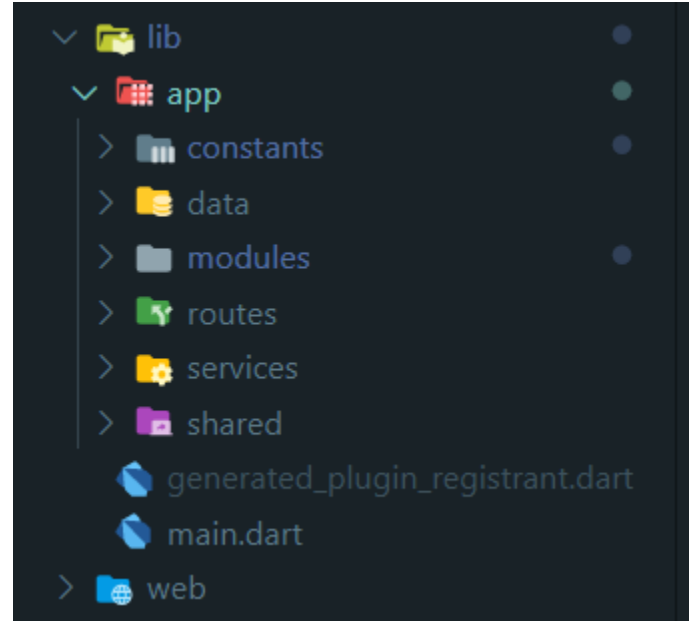 lib
app
constants
data
modules
routes
services
shared
generated_plugin_registrant.dart
main.dart
web